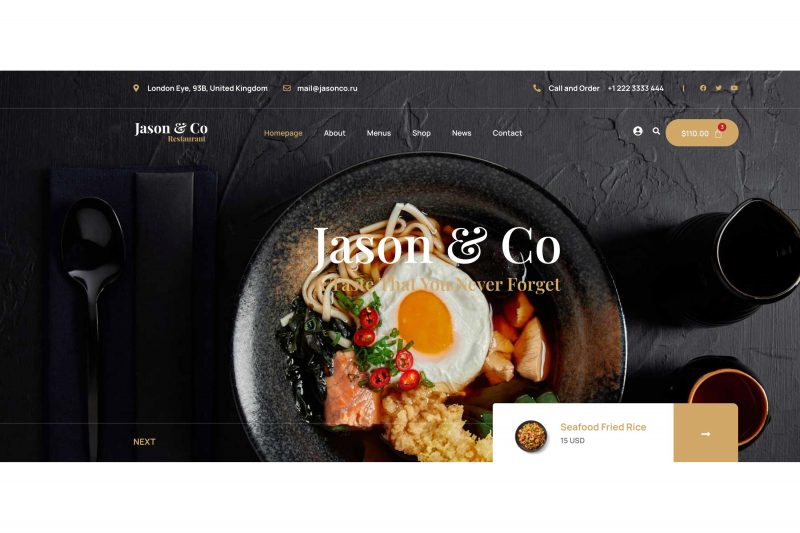 London Eye, 93B, United Kingdom mail@jasonco.ru Call and Order +1 222 3333 444
Jason & Co
Restaurant
Homepage About Menus Shop News Contact
$110.00 3
Jason & Co
A Taste That You Never Forget
Seafood Fried Rice
15 USD
NEXT